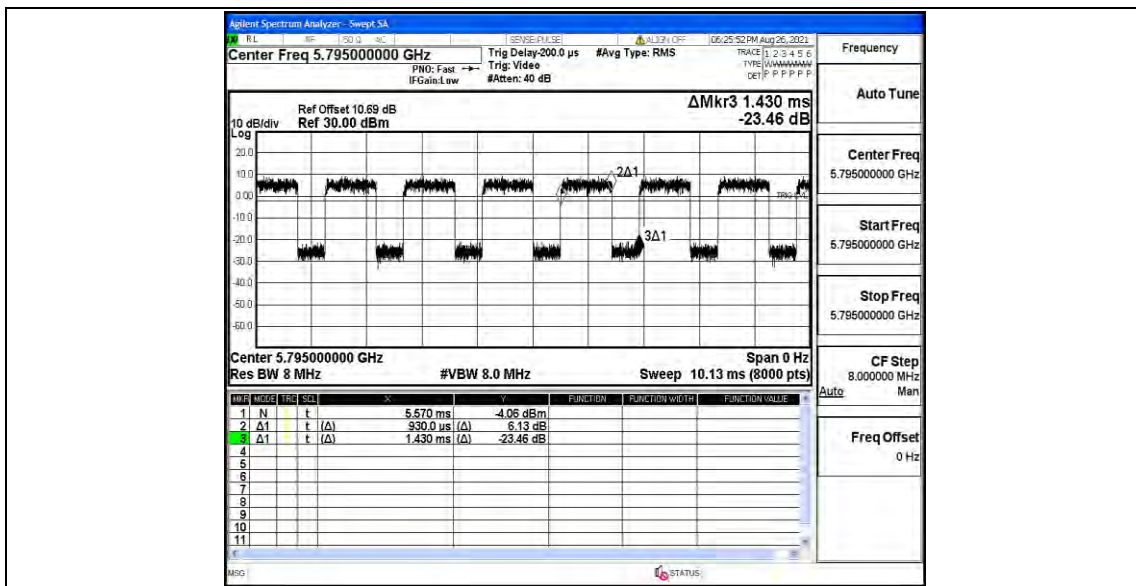 Agilent Spectrum Analyzer - Swept SA
RL RF 50 Ω AC SENSE:PULSE ALIGN OFF 06:25:52 PM Aug 26, 2021
Center Freq 5.795000000 GHz
Trig Delay-200.0 µs #Avg Type: RMS
TRACE 1 2 3 4 5 6
PNO: Fast
Trig: Video
TYPE
IFGain:Low
#Atten: 40 dB
DET P P P P P P
Frequency
Auto Tune
ΔMkr3 1.430 ms
-23.46 dB
Ref Offset 10.69 dB
10 dB/div Ref 30.00 dBm
Log
20.0
10.0
0.00
-10.0
-20.0
-30.0
-40.0
-50.0
-60.0
2Δ1
3Δ1
Center 5.795000000 GHz
Span 0 Hz
Res BW 8 MHz
#VBW 8.0 MHz
Sweep 10.13 ms (8000 pts)
Center Freq
5.795000000 GHz
Start Freq
5.795000000 GHz
Stop Freq
5.795000000 GHz
CF Step
8.000000 MHz
Auto Man
Freq Offset
0 Hz
MKR MODE TRC SCL X Y FUNCTION FUNCTION WIDTH FUNCTION VALUE
1 N t 5.570 ms -4.06 dBm
2 Δ1 t (Δ) 930.0 µs (Δ) 6.13 dB
3 Δ1 t (Δ) 1.430 ms (Δ) -23.46 dB
4
5
6
7
8
9
10
11
MSG
STATUS